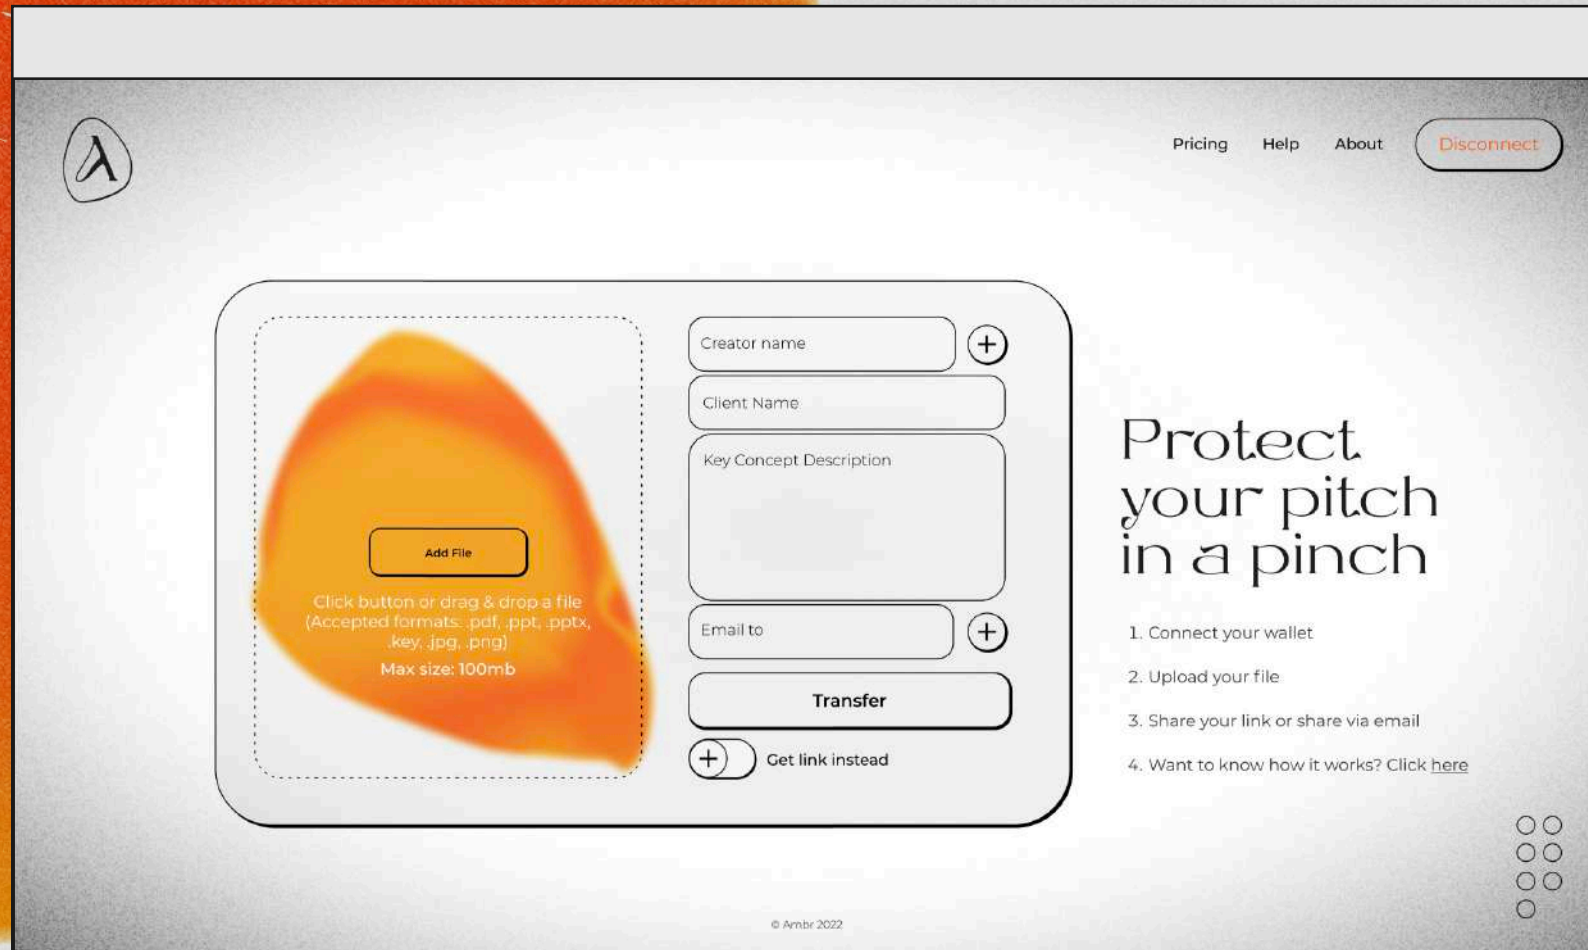 Pricing
Help
About
Disconnect
Creator name
Client Name
Key Concept Description
Add File
Click button or drag & drop a file
(Accepted formats: .pdf, .ppt, .pptx,
.key, .jpg, .png)
Max size: 100mb
Email to
Transfer
Get link instead
Protect
your pitch
in a pinch
1. Connect your wallet
2. Upload your file
3. Share your link or share via email
4. Want to know how it works? Click here
© Ambr 2022